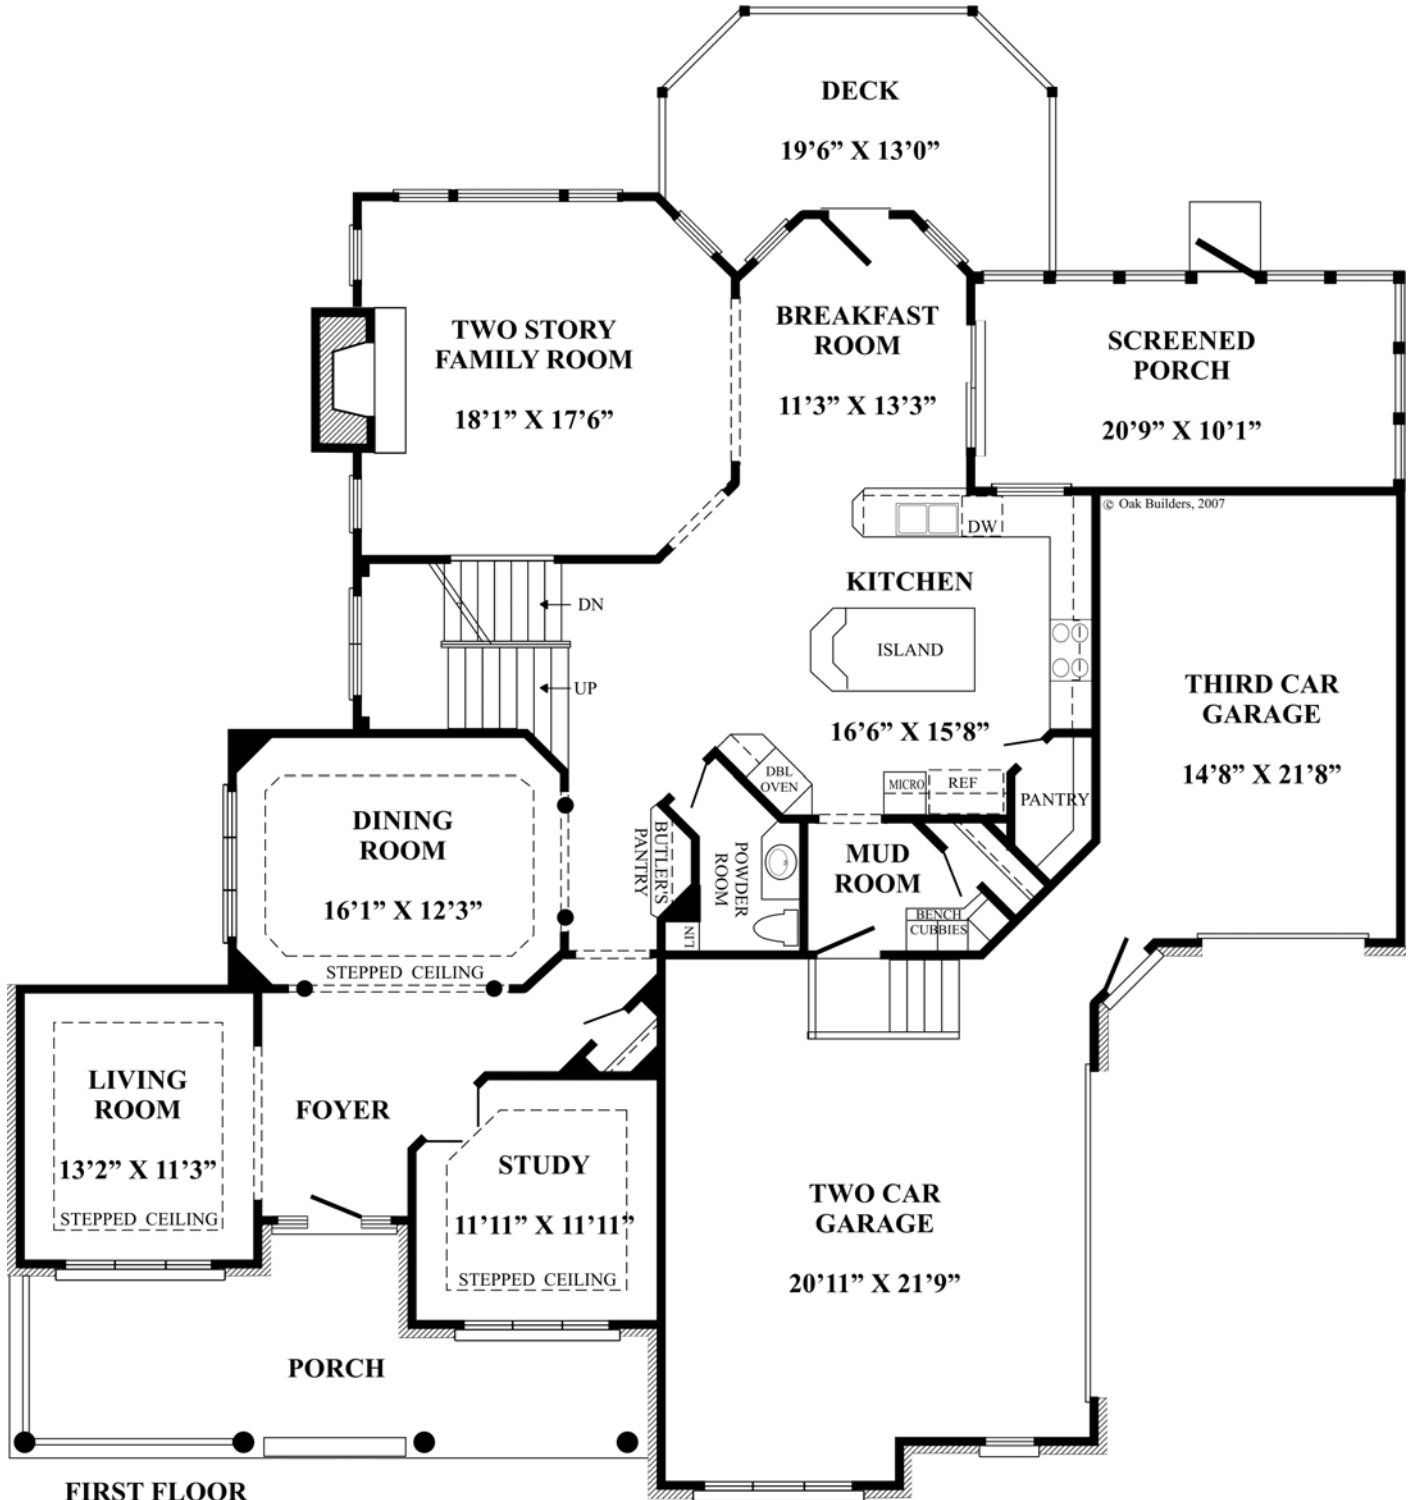 DECK
19’6” X 13’0”
TWO STORY
FAMILY ROOM
18’1” X 17’6”
BREAKFAST
ROOM
11’3” X 13’3”
SCREENED
PORCH
20’9” X 10’1”
© Oak Builders, 2007
DW
KITCHEN
ISLAND
16’6” X 15’8”
DN
UP
THIRD CAR
GARAGE
14’8” X 21’8”
DBL
OVEN
MICRO
REF
PANTRY
DINING
ROOM
16’1” X 12’3”
STEPPED CEILING
BUTLER’S
PANTRY
POWDER
ROOM
LIN
MUD
ROOM
BENCH
CUBBIES
LIVING
ROOM
13’2” X 11’3”
STEPPED CEILING
FOYER
STUDY
11’11” X 11’11”
STEPPED CEILING
TWO CAR
GARAGE
20’11” X 21’9”
PORCH
FIRST FLOOR